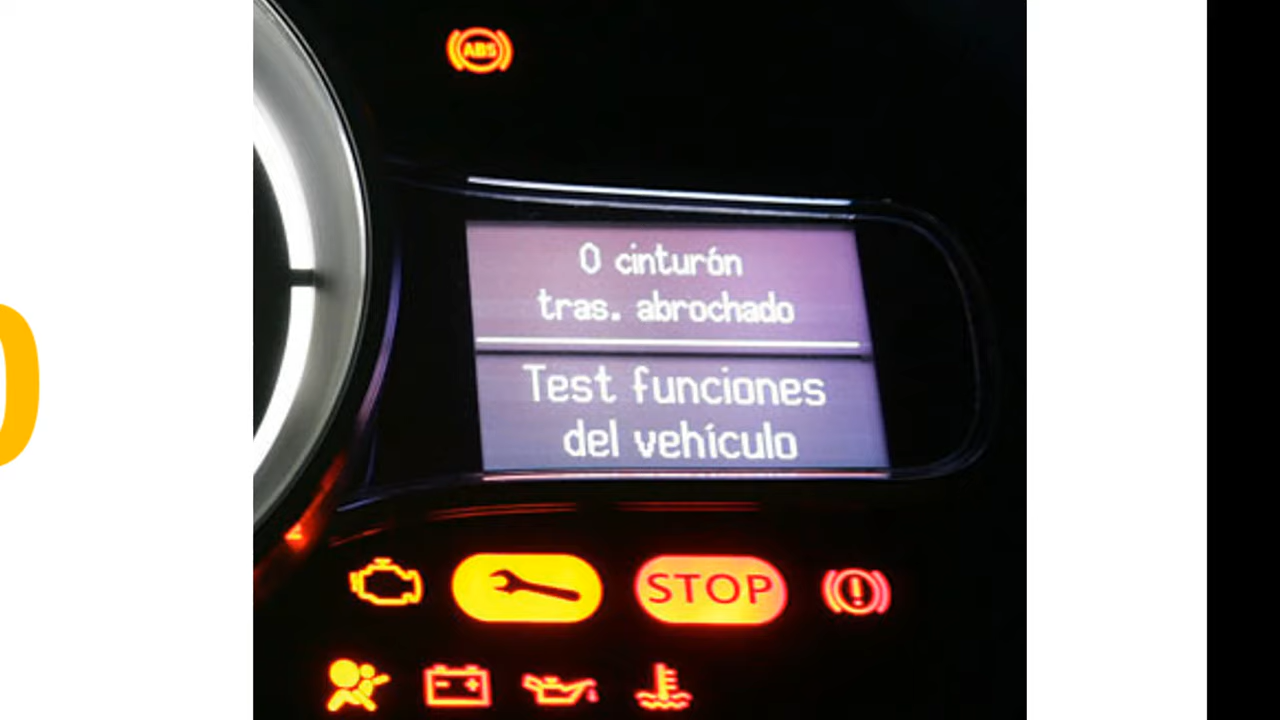 ABS
0 cinturón
tras. abrochado
Test funciones
del vehículo
STOP